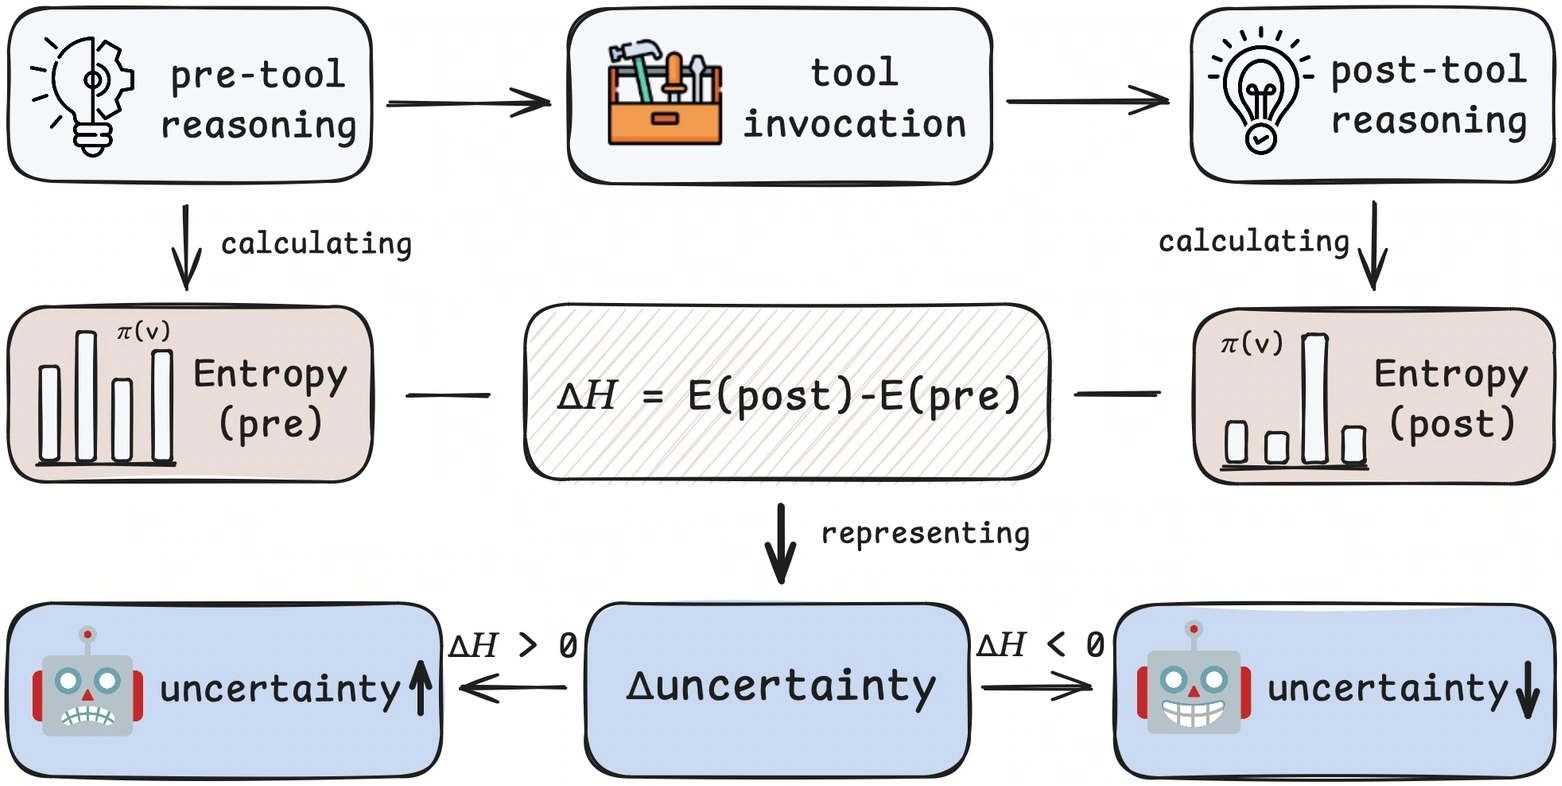 pre-tool
reasoning
tool
invocation
post-tool
reasoning
calculating
calculating
π(v)
Entropy
(pre)
ΔH = E(post)-E(pre)
π(v)
Entropy
(post)
representing
uncertainty↑
ΔH > 0
Δuncertainty
ΔH < 0
uncertainty↓